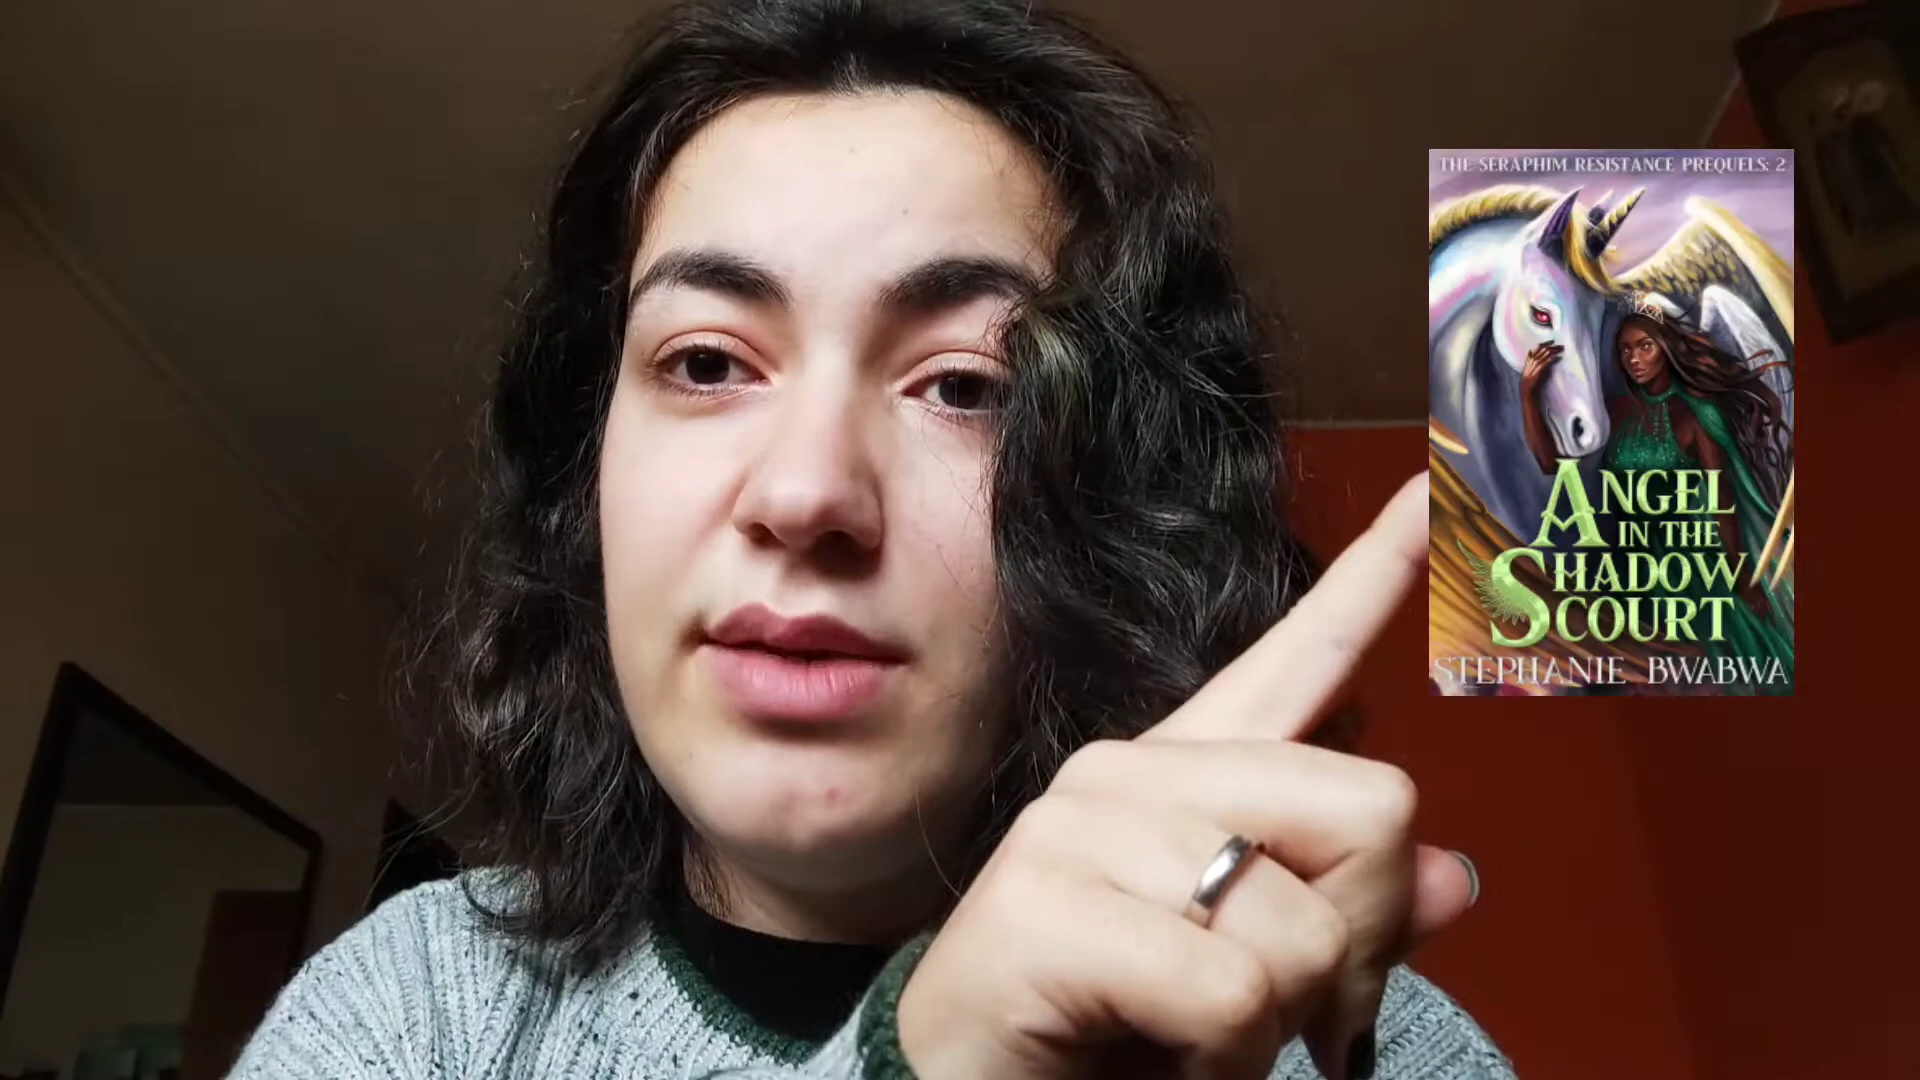 THE SERAPHIM RESISTANCE PREQUELS: 2
ANGEL
IN THE
SHADOW
COURT
STEPHANIE BWABWA